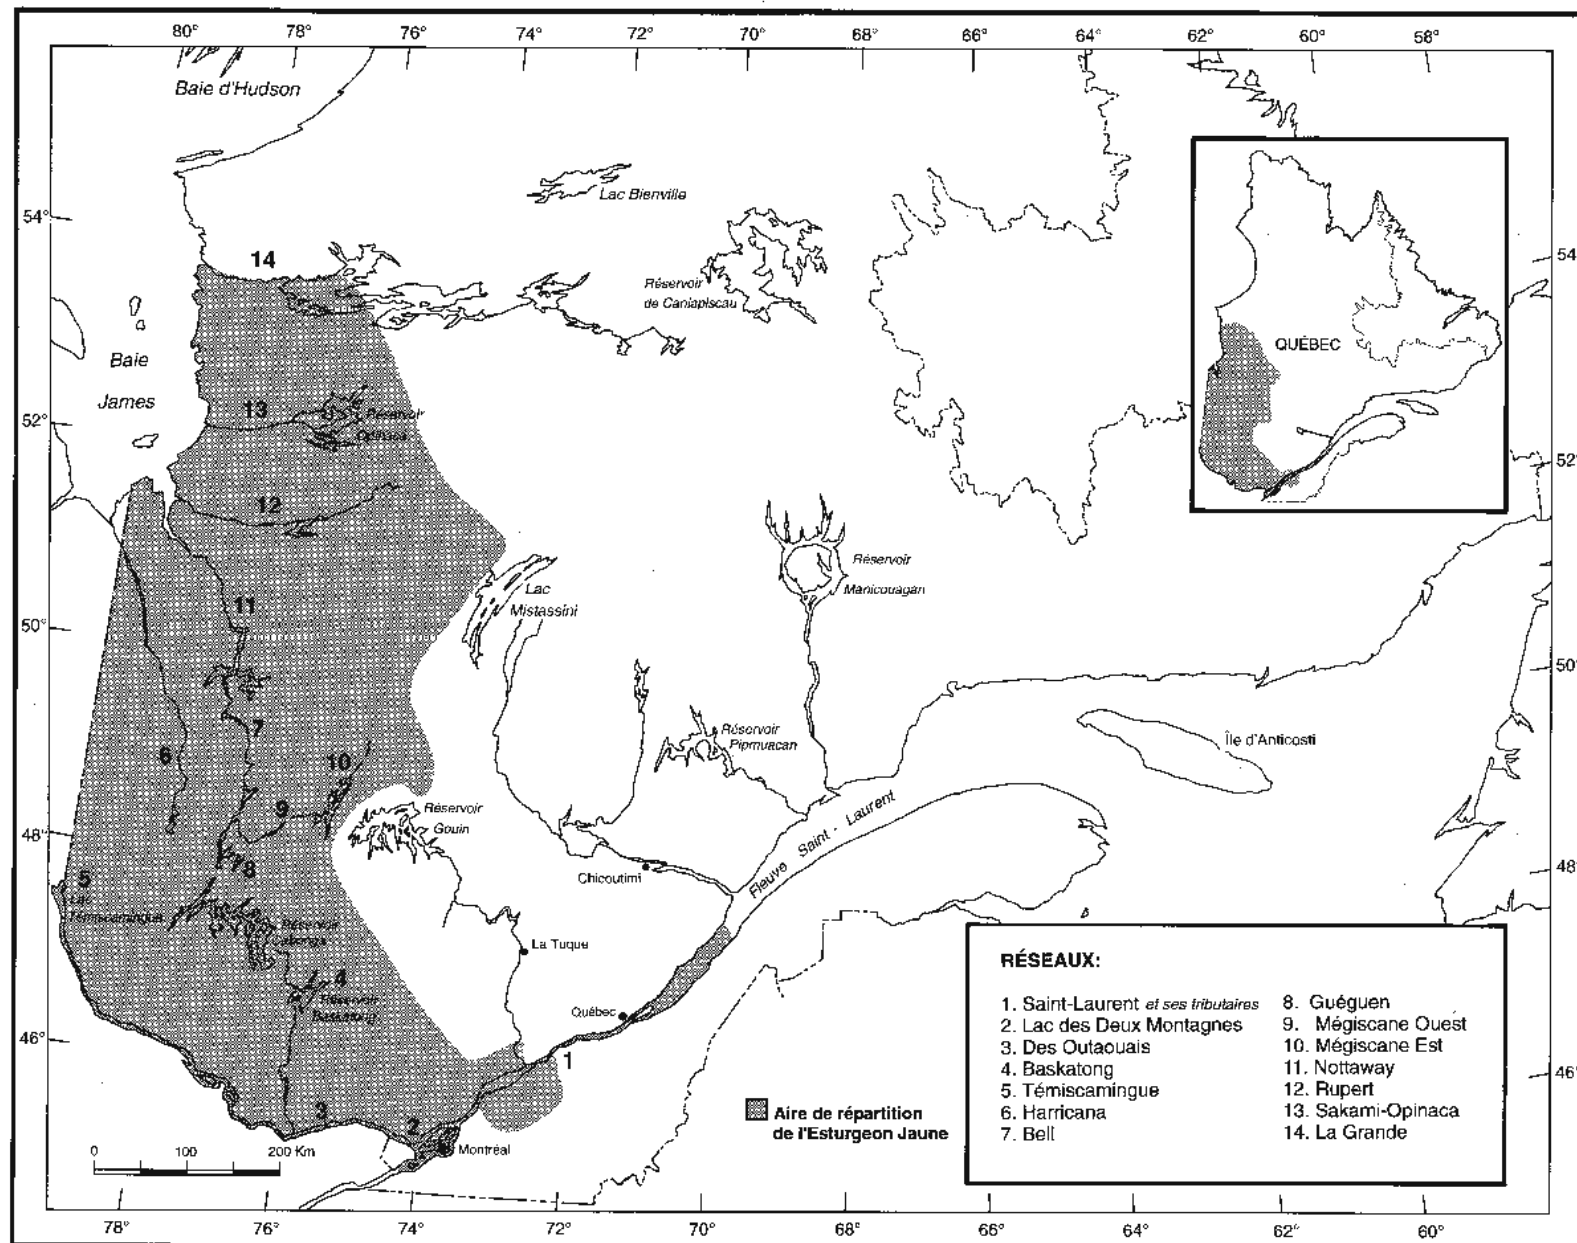 80° 78° 76° 74° 72° 70° 68° 66° 64° 62° 60° 58°
Baie d'Hudson
Lac Bienville
54°
54°
14
Réservoir
de Caniapiscau
QUÉBEC
Baie
James
52°
13
Réservoir
Opinaca
52°
12
Réservoir
Manicouagan
Lac
Mistassini
11
50°
50°
7
6
10
Réservoir
Pipmuacan
Île d'Anticosti
9
Réservoir
Gouin
Fleuve Saint-Laurent
48°
48°
8
5
Lac
Témiscamingue
Chicoutimi
Réservoir
Cabonga
La Tuque
4
Réservoir
Baskatong
Québec
46°
46°
1
3
2
Montréal
0 100 200 Km
Aire de répartition
de l'Esturgeon Jaune
RÉSEAUX:
1. Saint-Laurent et ses tributaires
2. Lac des Deux Montagnes
3. Des Outaouais
4. Baskatong
5. Témiscamingue
6. Harricana
7. Bell
8. Guéguen
9. Mégiscane Ouest
10. Mégiscane Est
11. Nottaway
12. Rupert
13. Sakami-Opinaca
14. La Grande
78° 76° 74° 72° 70° 68° 66° 64° 62° 60°